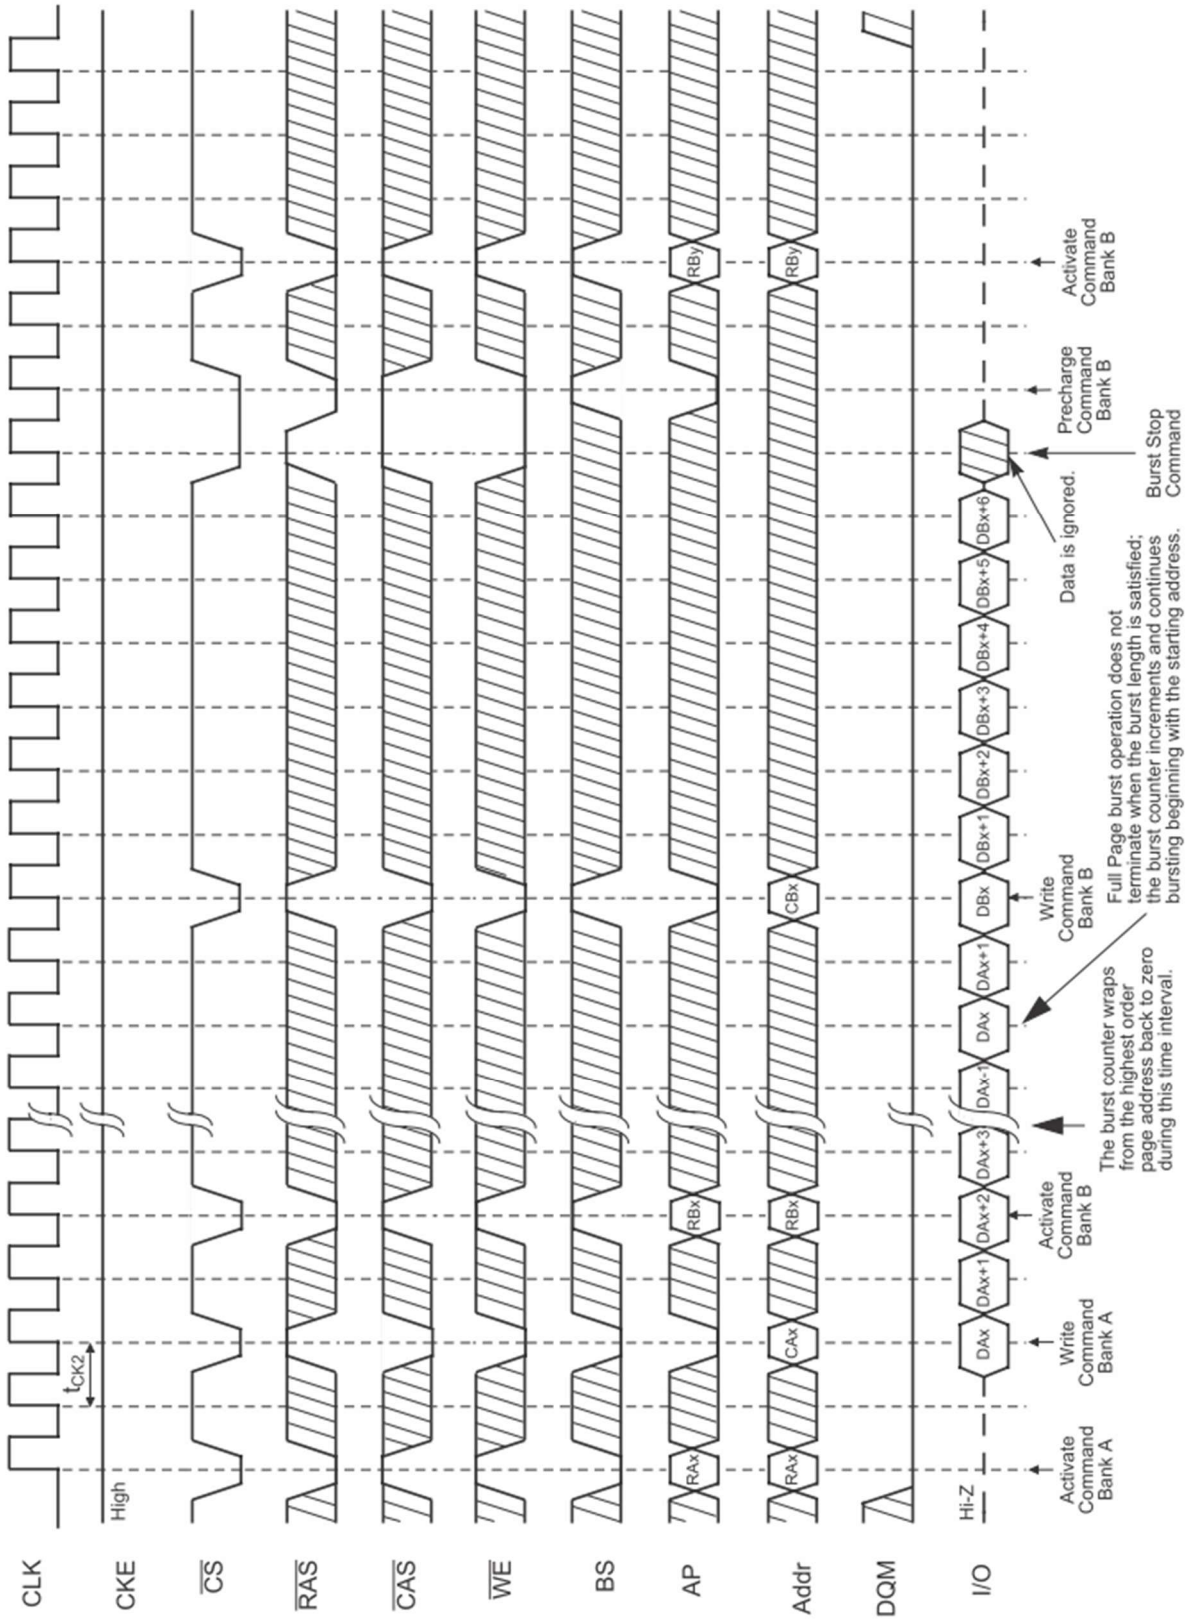 CLK
CKE
CS
RAS
CAS
WE
BS
AP
Addr
DQM
I/O
tCK2
High
RAx
RBx
RBy
RAx
CAx
RBx
CBx
RBy
Hi-Z
DAx
DAx+1
DAx+2
DAx+3
DAx-1
DAx
DAx+1
DBx
DBx+1
DBx+2
DBx+3
DBx+4
DBx+5
DBx+6
Activate
Command
Bank A
Write
Command
Bank A
Activate
Command
Bank B
The burst counter wraps
from the highest order
page address back to zero
during this time interval.
Write
Command
Bank B
Full Page burst operation does not
terminate when the burst length is satisfied;
the burst counter increments and continues
bursting beginning with the starting address.
Data is ignored.
Burst Stop
Command
Precharge
Command
Bank B
Activate
Command
Bank B